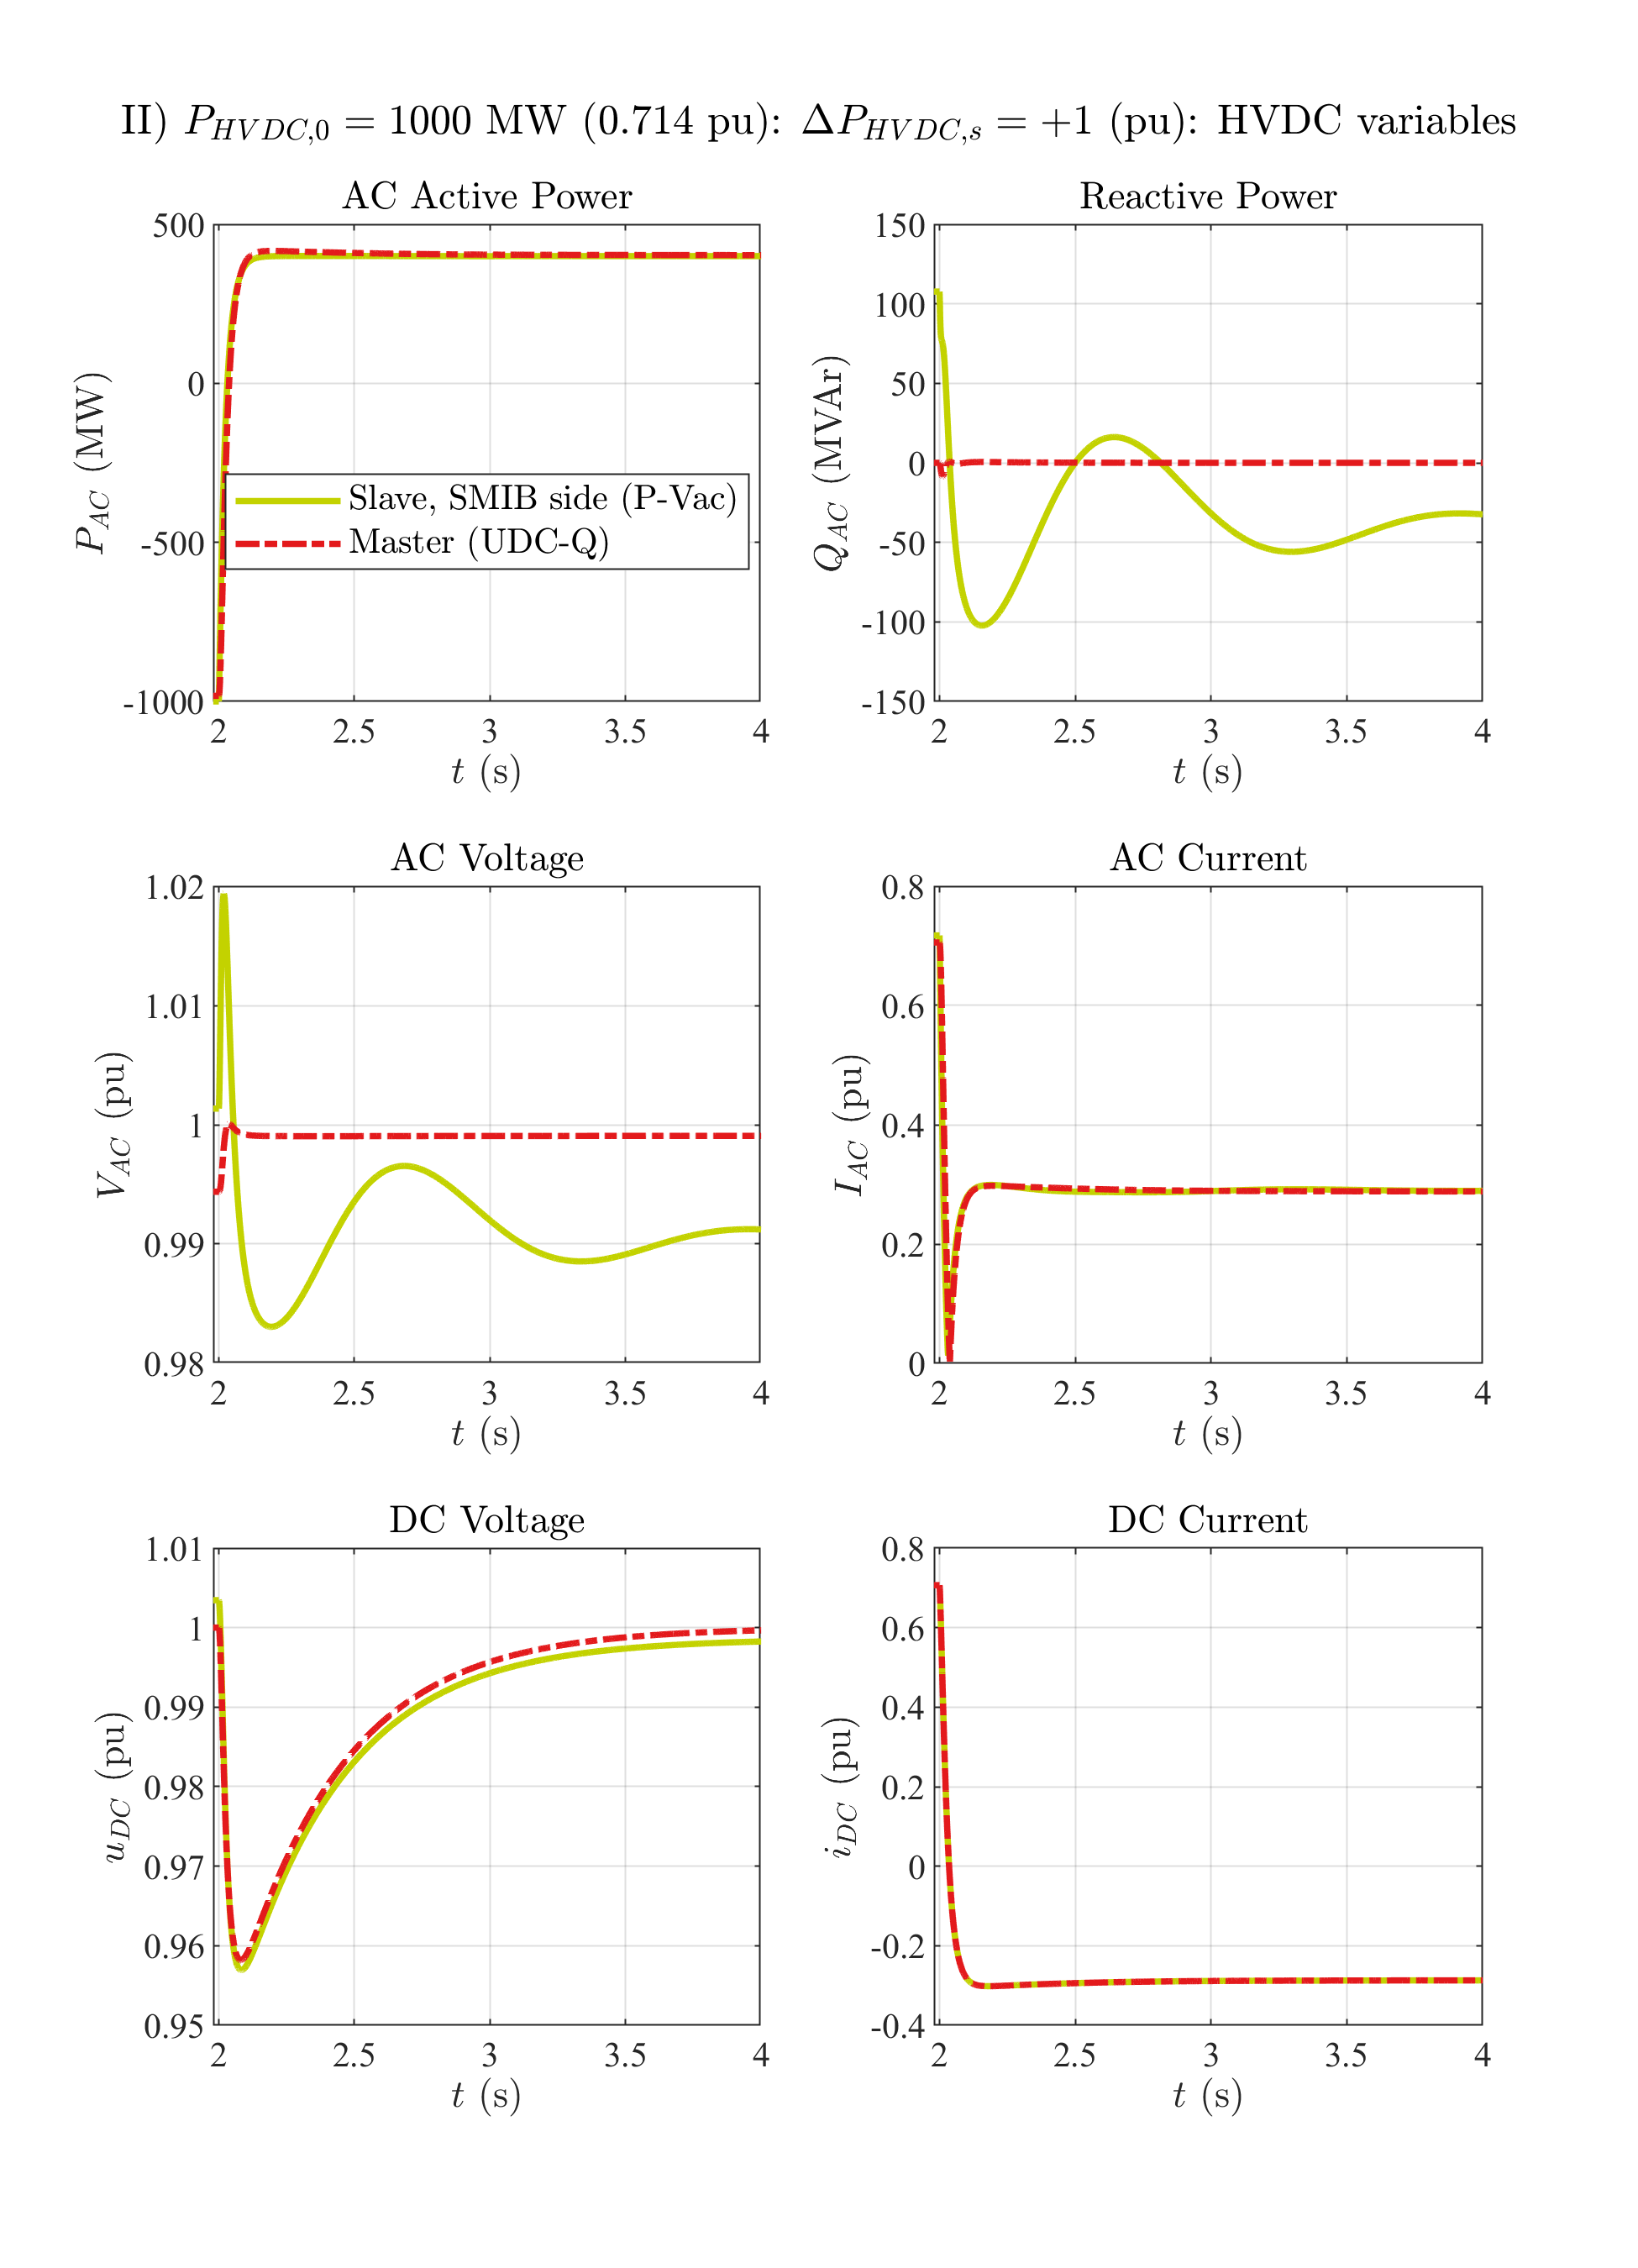 II) P_{HVDC,0} = 1000 MW (0.714 pu): ΔP_{HVDC,s} = +1 (pu): HVDC variables
AC Active Power
500
0
-500
-1000
P_{AC} (MW)
Slave, SMIB side (P-Vac)
Master (UDC-Q)
2 2.5 3 3.5 4
t (s)
Reactive Power
150
100
50
0
-50
-100
-150
Q_{AC} (MVAr)
2 2.5 3 3.5 4
t (s)
AC Voltage
1.02
1.01
1
0.99
0.98
V_{AC} (pu)
2 2.5 3 3.5 4
t (s)
AC Current
0.8
0.6
0.4
0.2
0
I_{AC} (pu)
2 2.5 3 3.5 4
t (s)
DC Voltage
1.01
1
0.99
0.98
0.97
0.96
0.95
u_{DC} (pu)
2 2.5 3 3.5 4
t (s)
DC Current
0.8
0.6
0.4
0.2
0
-0.2
-0.4
i_{DC} (pu)
2 2.5 3 3.5 4
t (s)